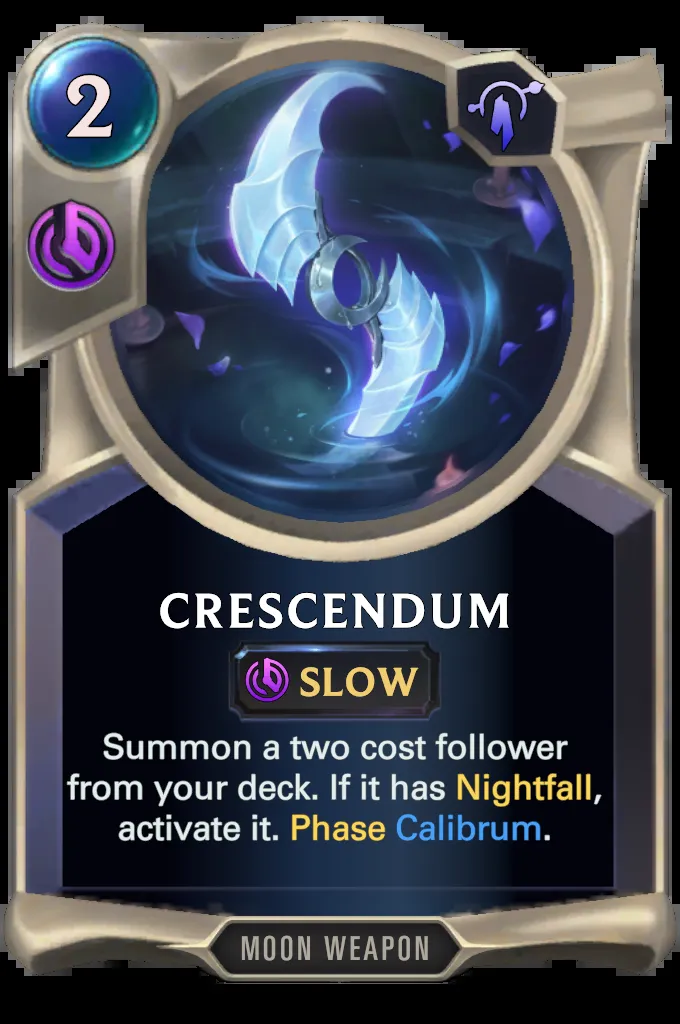 2
CRESCENDUM
SLOW
Summon a two cost follower
from your deck. If it has Nightfall,
activate it. Phase Calibrum.
MOON WEAPON